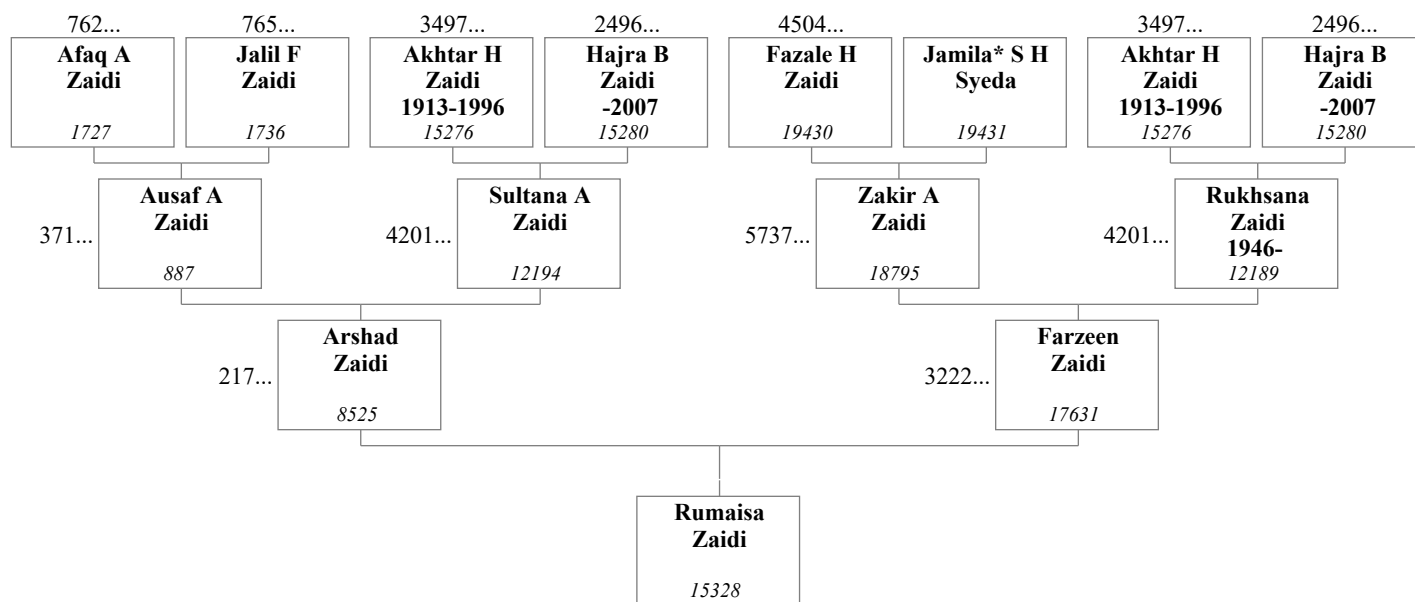 762...
765...
3497...
2496...
4504...
3497...
2496...
Afaq A
Zaidi
1727
Jalil F
Zaidi
1736
Akhtar H
Zaidi
1913-1996
15276
Hajra B
Zaidi
-2007
15280
Fazale H
Zaidi
19430
Jamila* S H
Syeda
19431
Akhtar H
Zaidi
1913-1996
15276
Hajra B
Zaidi
-2007
15280
371...
Ausaf A
Zaidi
887
4201...
Sultana A
Zaidi
12194
5737...
Zakir A
Zaidi
18795
4201...
Rukhsana
Zaidi
1946-
12189
217...
Arshad
Zaidi
8525
3222...
Farzeen
Zaidi
17631
Rumaisa
Zaidi
15328